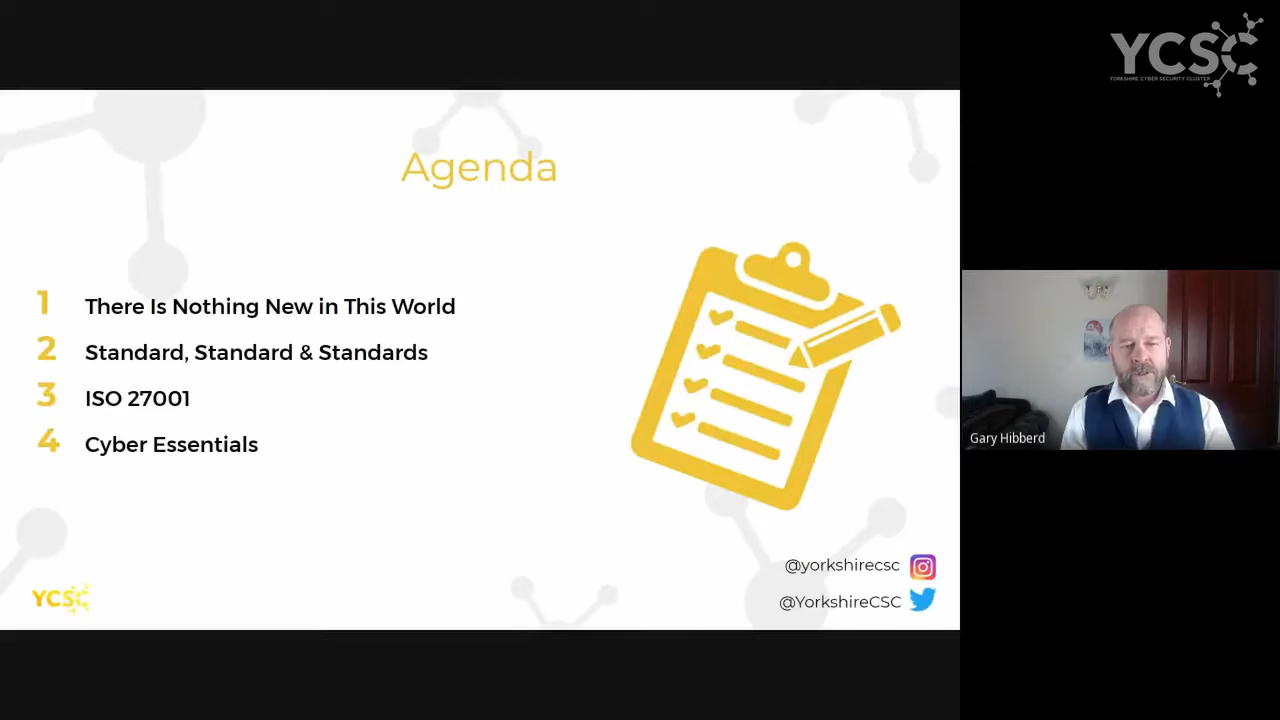 YCSC
YORKSHIRE CYBER SECURITY CLUSTER
Agenda
1 There Is Nothing New in This World
2 Standard, Standard & Standards
3 ISO 27001
4 Cyber Essentials
Gary Hibberd
@yorkshirecsc
@YorkshireCSC
YCSC